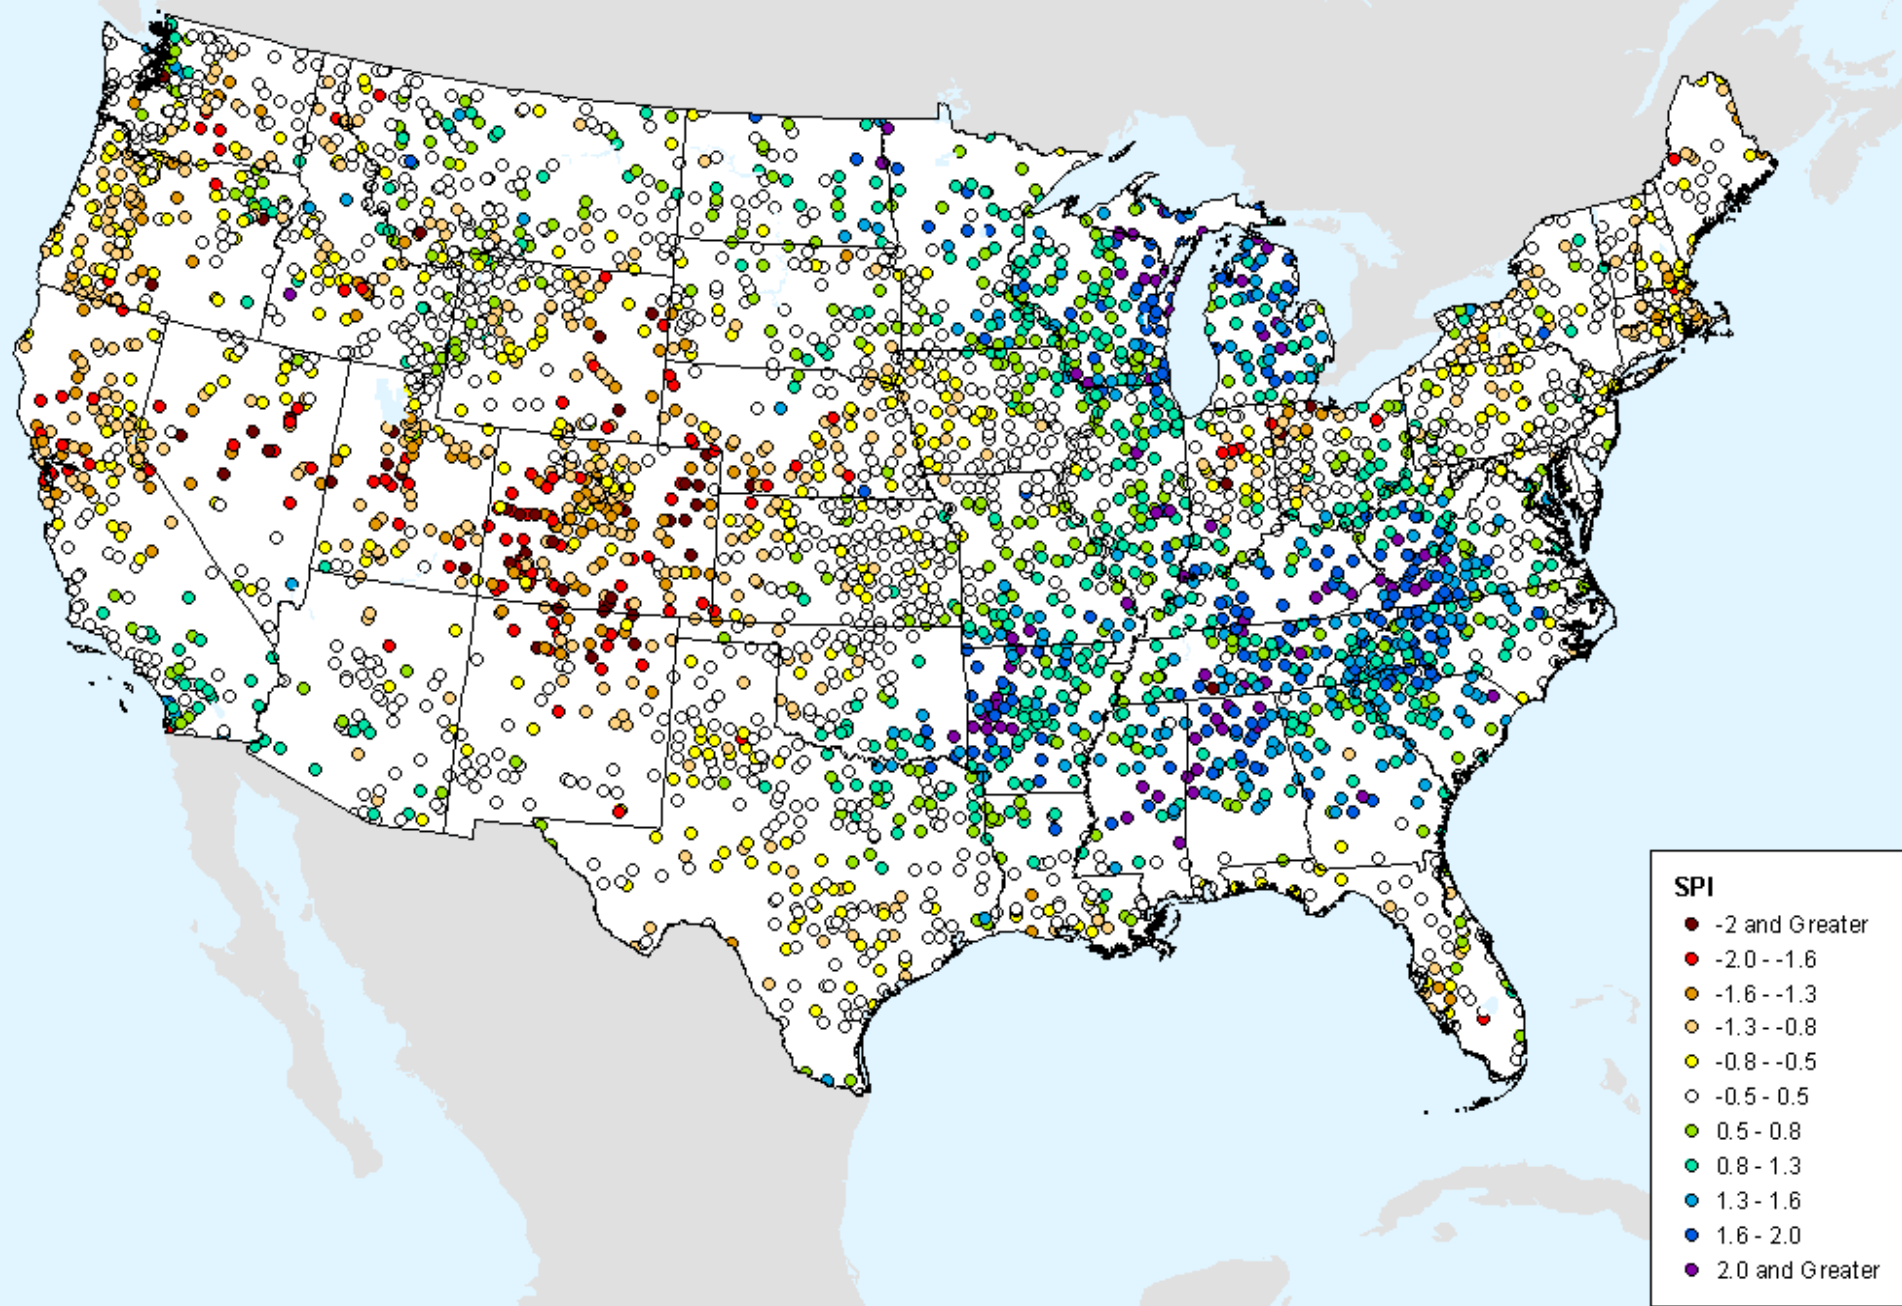 SPI
-2 and Greater
-2.0 - -1.6
-1.6 - -1.3
-1.3 - -0.8
-0.8 - -0.5
-0.5 - 0.5
0.5 - 0.8
0.8 - 1.3
1.3 - 1.6
1.6 - 2.0
2.0 and Greater